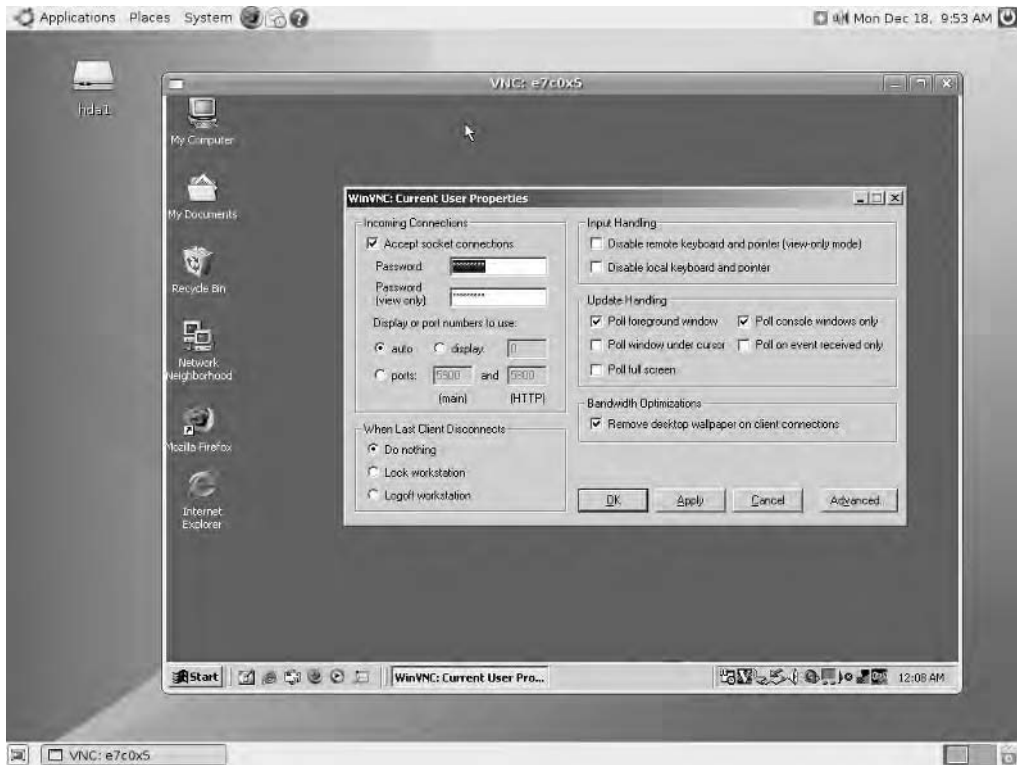 Applications Places System
Mon Dec 18, 9:53 AM
hda1
VNC: e7c0x5
My Computer
My Documents
Recycle Bin
Network
Neighborhood
Mozilla Firefox
Internet
Explorer
WinVNC: Current User Properties
Incoming Connections
Accept socket connections
Password
********
Password
(view only)
********
Display or port numbers to use:
auto
display:
0
ports:
5900
and
5800
(main)
(HTTP)
When Last Client Disconnects
Do nothing
Lock workstation
Logoff workstation
Input Handling
Disable remote keyboard and pointer (view-only mode)
Disable local keyboard and pointer
Update Handling
Poll foreground window
Poll console windows only
Poll window under cursor
Poll on event received only
Poll full screen
Bandwidth Optimizations
Remove desktop wallpaper on client connections
OK
Apply
Cancel
Advanced
Start
WinVNC: Current User Pro...
12:08 AM
VNC: e7c0x5